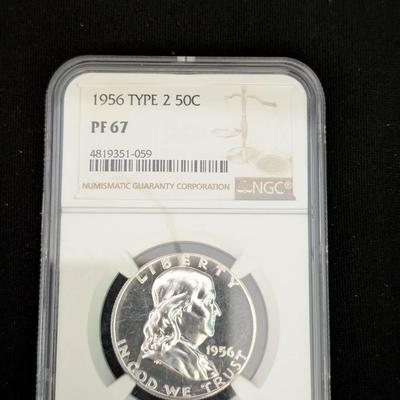 1956 TYPE 2 50C
PF 67
4819351-059
NUMISMATIC GUARANTY CORPORATION
NGC®
LIBERTY
1956
IN GOD WE TRUST